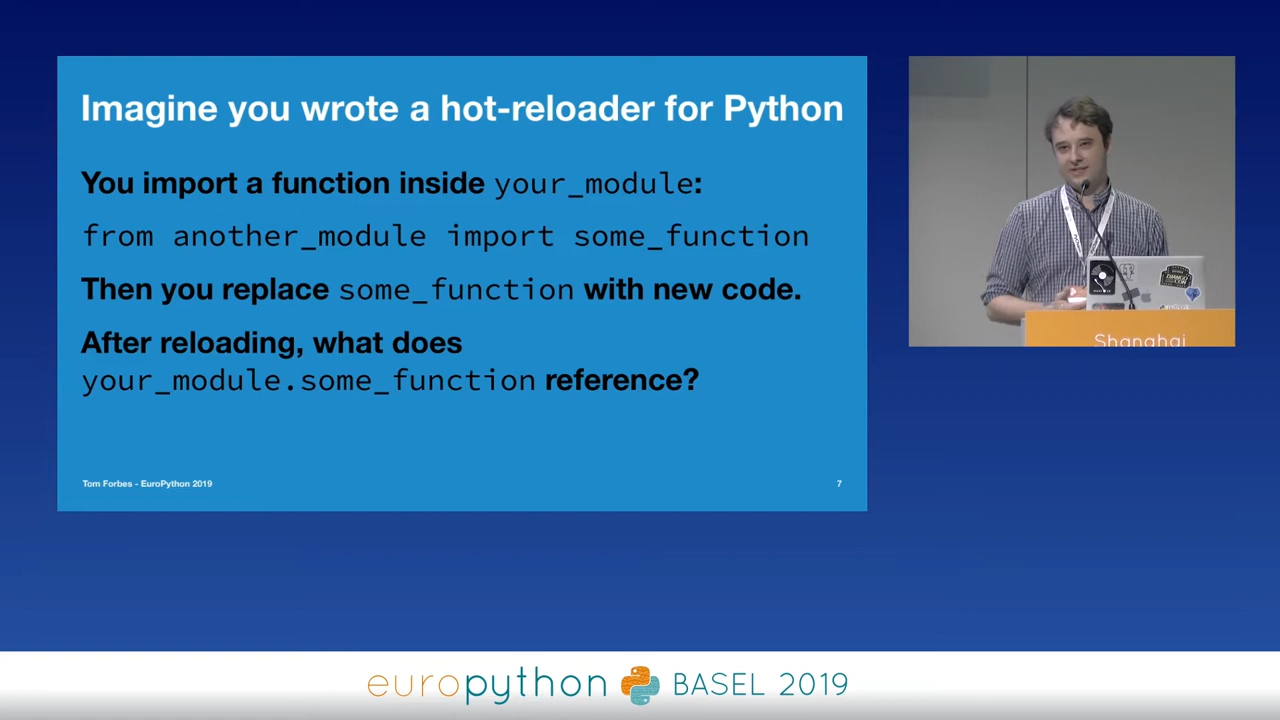 Imagine you wrote a hot-reloader for Python
You import a function inside your_module:
from another_module import some_function
Then you replace some_function with new code.
After reloading, what does
your_module.some_function reference?
Tom Forbes - EuroPython 2019
7
Shanghai
europython BASEL 2019